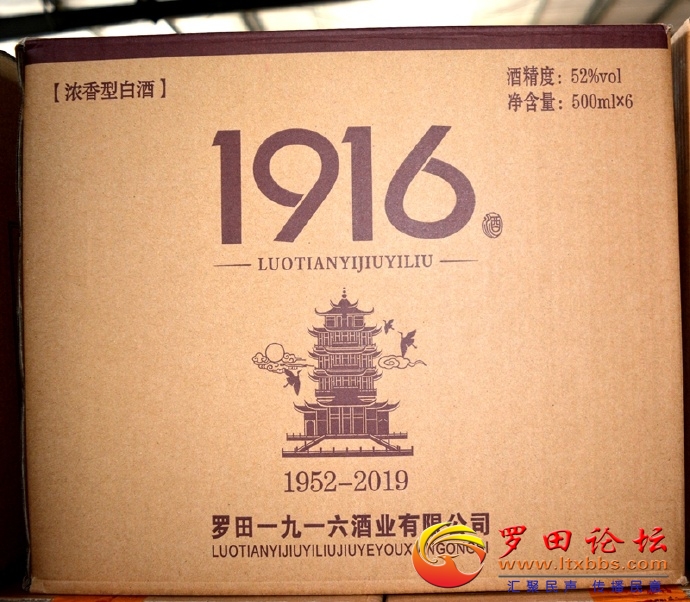 【浓香型白酒】
酒精度：52%vol
净含量：500ml×6
1916
酒
LUOTIANYIJIUYILIU
1952-2019
罗田一九一六酒业有限公司
罗田论坛
www.ltxbbs.com
汇聚民声 传播民意